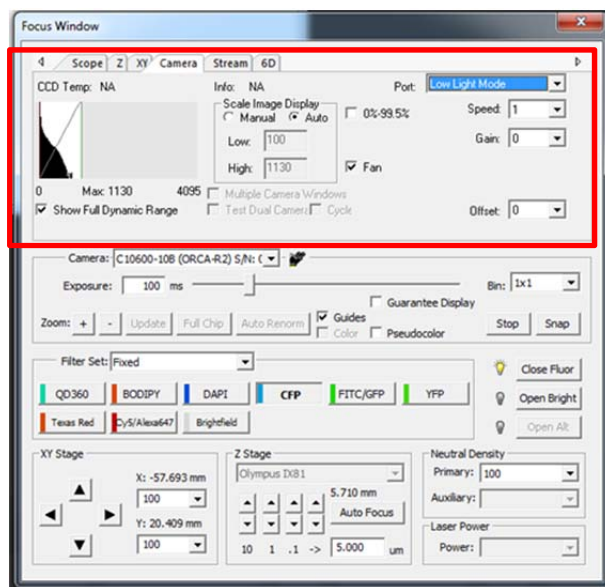 Focus Window
Scope Z XY Camera Stream 6D
CCD Temp: NA Info: NA Port: Low Light Mode
Scale Image Display
Manual Auto 0%-99.5% Speed: 1
Low: 100 Gain: 0
High: 1130 Fan
0 Max: 1130 4095 Multiple Camera Windows
Show Full Dynamic Range Test Dual Camera Cycle Offset: 0
Camera: C10600-10B (ORCA-R2) S/N: (
Exposure: 100 ms Bin: 1x1
Guarantee Display
Zoom: + - Update Full Chip Auto Renorm Guides
Color Pseudocolor Stop Snap
Filter Set: Fixed Close Fluor
QD360 BODIPY DAPI CFP FITC/GFP YFP Open Bright
Texas Red Cy5/Alexa647 Brightfield Open Alt
XY Stage Z Stage Neutral Density
X: -57.693 mm Olympus IX81 Primary: 100
100 5.710 mm Auxiliary:
Y: 20.409 mm Auto Focus Laser Power
100 10 1 .1 -> 5.000 um Power: